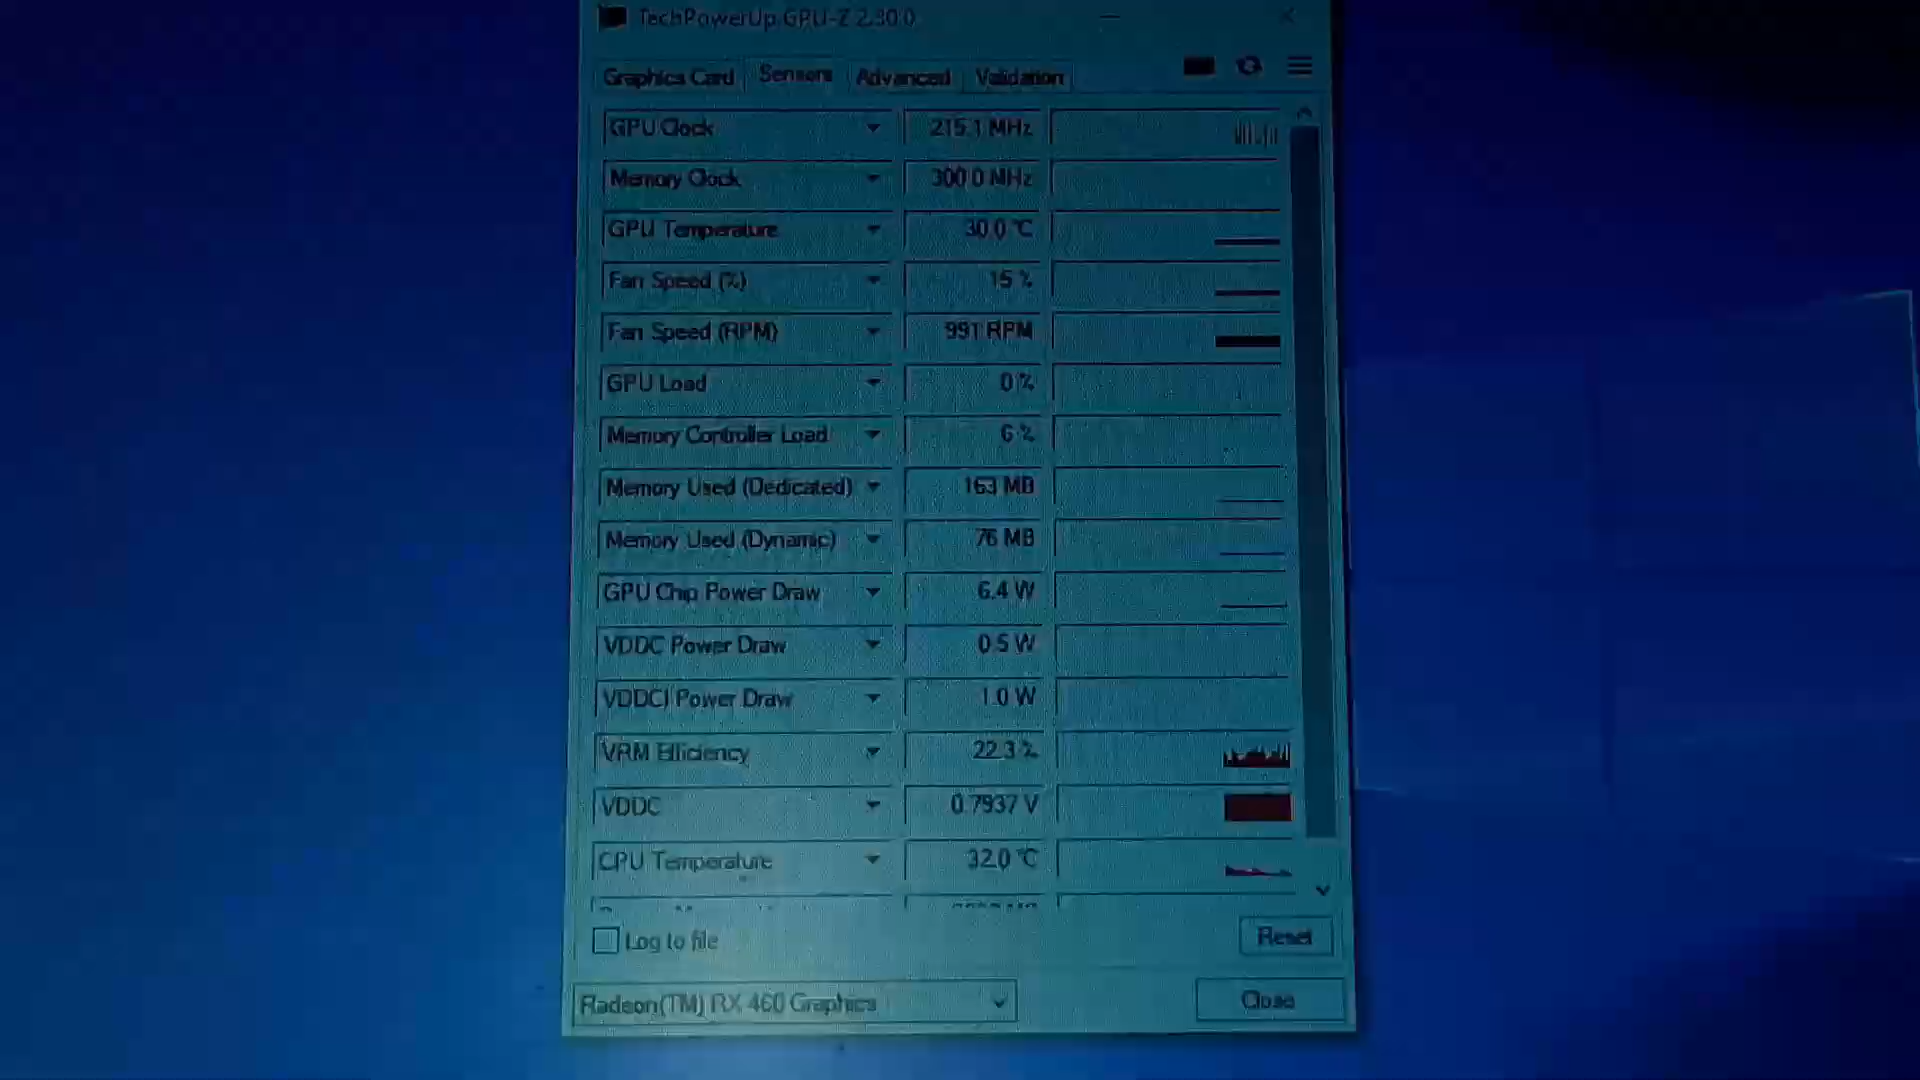 TechPowerUp GPU-Z 2.30.0
Graphics Card Sensors Advanced Validation
GPU Clock 215.1 MHz
Memory Clock 300.0 MHz
GPU Temperature 30.0 °C
Fan Speed (%) 15 %
Fan Speed (RPM) 991 RPM
GPU Load 0 %
Memory Controller Load 6 %
Memory Used (Dedicated) 163 MB
Memory Used (Dynamic) 76 MB
GPU Chip Power Draw 6.4 W
VDDC Power Draw 0.5 W
VDDCI Power Draw 1.0 W
VRM Efficiency 22.3 %
VDDC 0.7937 V
CPU Temperature 32.0 °C
Log to file Reset
Radeon(TM) RX 460 Graphics Close